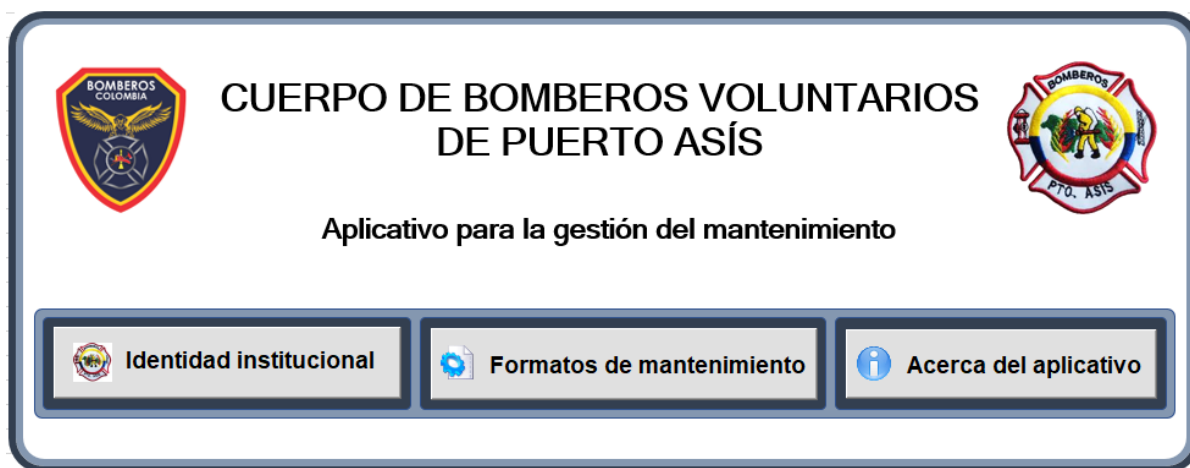 BOMBEROS
COLOMBIA
CUERPO DE BOMBEROS VOLUNTARIOS
DE PUERTO ASÍS
BOMBEROS
PTO. ASIS
Aplicativo para la gestión del mantenimiento
Identidad institucional
Formatos de mantenimiento
Acerca del aplicativo